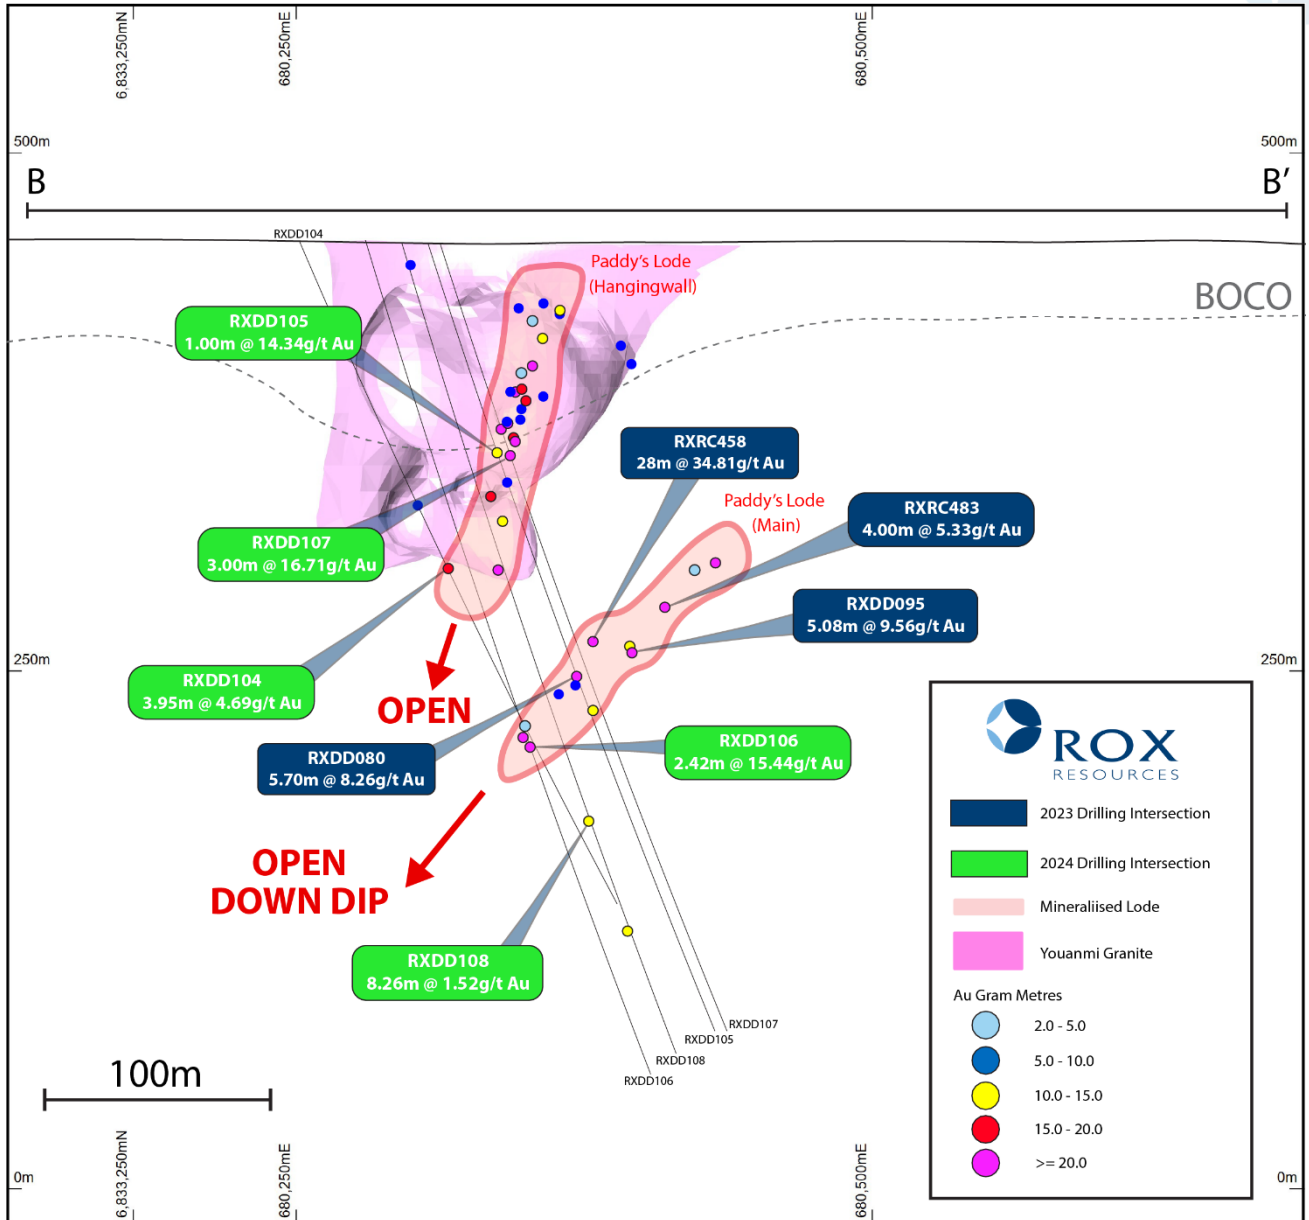 6,833,250mN
680,250mE
680,500mE
500m
500m
B
B'
RXDD104
Paddy's Lode
(Hangingwall)
BOCO
RXDD105
1.00m @ 14.34g/t Au
RXRC458
28m @ 34.81g/t Au
Paddy's Lode
(Main)
RXRC483
4.00m @ 5.33g/t Au
RXDD107
3.00m @ 16.71g/t Au
RXDD095
5.08m @ 9.56g/t Au
250m
250m
RXDD104
3.95m @ 4.69g/t Au
OPEN
RXDD080
5.70m @ 8.26g/t Au
RXDD106
2.42m @ 15.44g/t Au
OPEN
DOWN DIP
RXDD108
8.26m @ 1.52g/t Au
RXDD107
RXDD105
RXDD108
RXDD106
100m
ROX
RESOURCES
2023 Drilling Intersection
2024 Drilling Intersection
Mineraliised Lode
Youanmi Granite
Au Gram Metres
2.0 - 5.0
5.0 - 10.0
10.0 - 15.0
15.0 - 20.0
>= 20.0
0m
0m
6,833,250mN
680,250mE
680,500mE